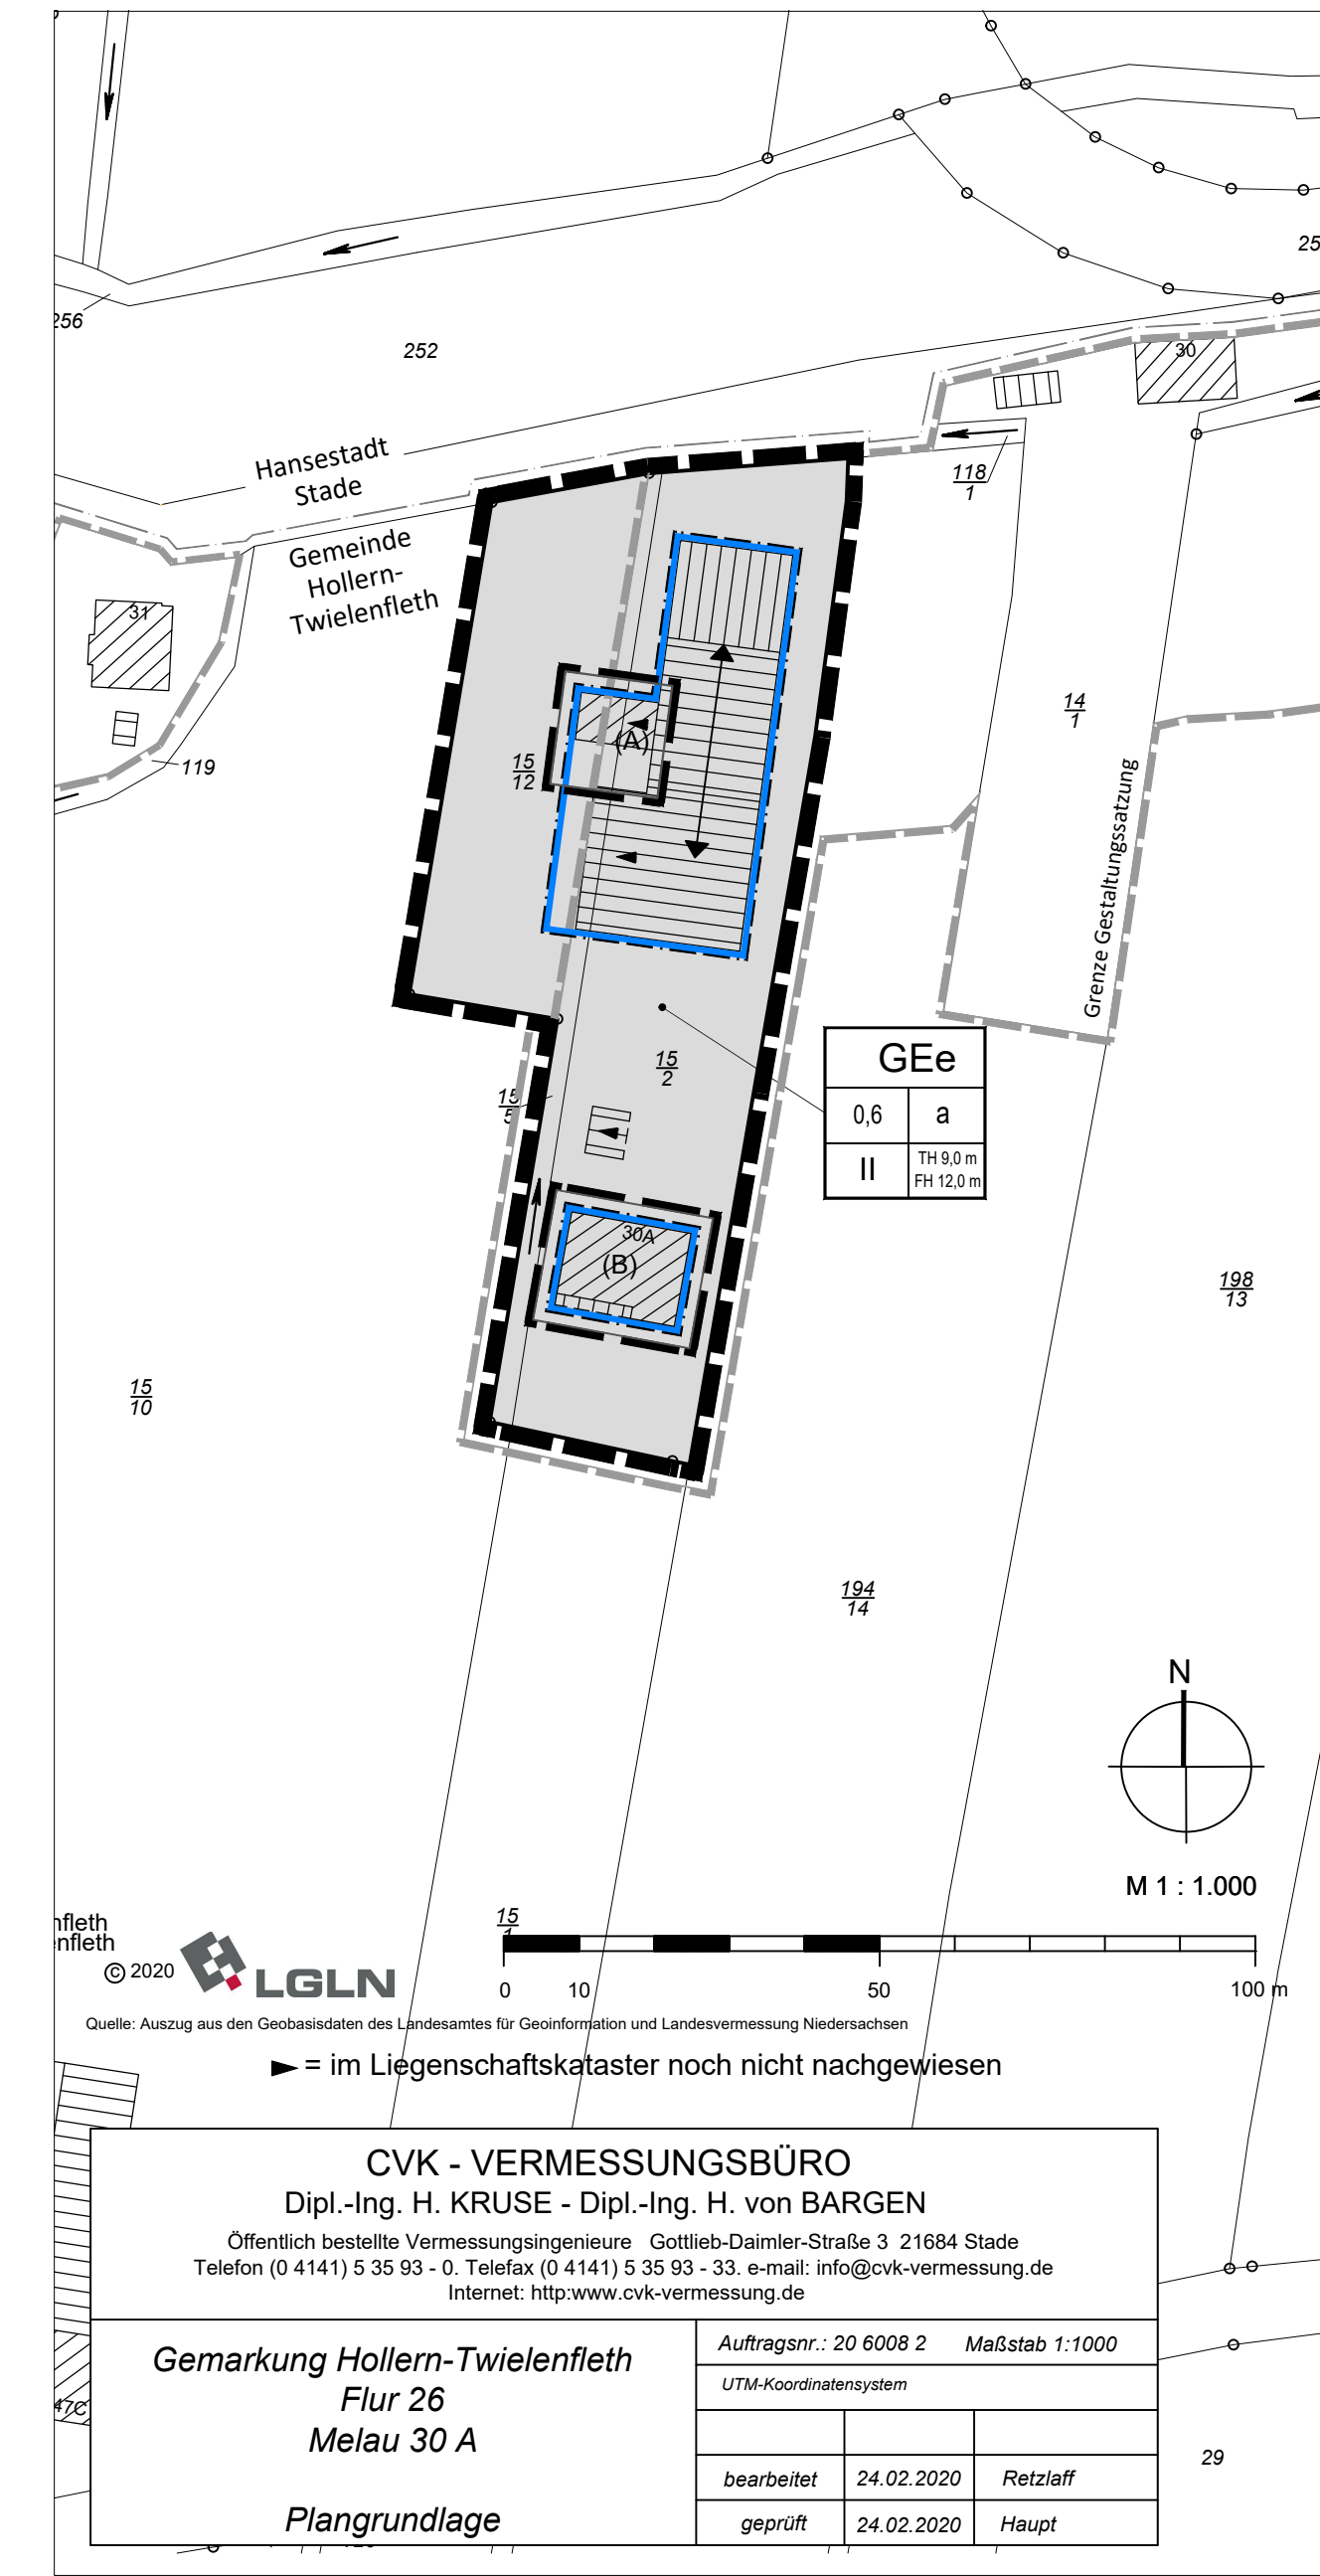 25
256
252
30
Hansestadt
Stade
118
1
Gemeinde
Hollern-
Twielenfleth
31
14
1
(A)
15
12
119
Grenze Gestaltungssatzung
GEe
0,6 a
II TH 9,0 m
FH 12,0 m
15
2
15
5
30A
(B)
198
13
15
10
194
14
N
M 1 : 1.000
15
1
nfleth
enfleth
© 2020 LGLN
0 10 50 100 m
Quelle: Auszug aus den Geobasisdaten des Landesamtes für Geoinformation und Landesvermessung Niedersachsen
= im Liegenschaftskataster noch nicht nachgewiesen
CVK - VERMESSUNGSBÜRO
Dipl.-Ing. H. KRUSE - Dipl.-Ing. H. von BARGEN
Öffentlich bestellte Vermessungsingenieure Gottlieb-Daimler-Straße 3 21684 Stade
Telefon (0 4141) 5 35 93 - 0. Telefax (0 4141) 5 35 93 - 33. e-mail: info@cvk-vermessung.de
Internet: http:www.cvk-vermessung.de
Gemarkung Hollern-Twielenfleth
Flur 26
Melau 30 A
Plangrundlage
Auftragsnr.: 20 6008 2 Maßstab 1:1000
UTM-Koordinatensystem
bearbeitet 24.02.2020 Retzlaff
geprüft 24.02.2020 Haupt
47C
29